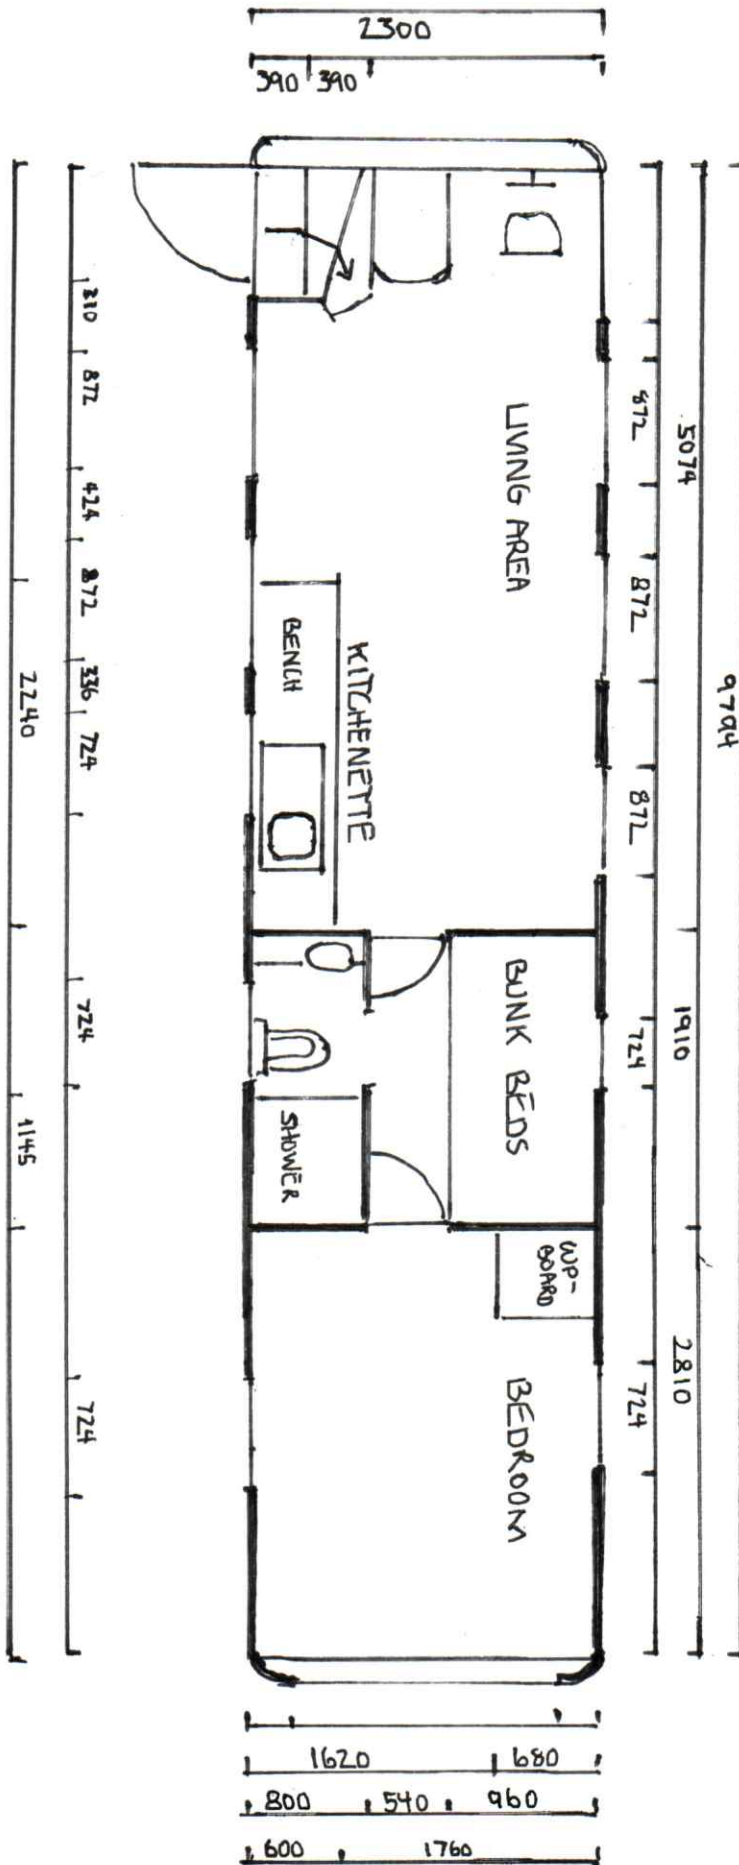 2300
390 390
310
872
424
872
336
724
724
724
2240
1145
872
872
872
724
724
5074
1910
2810
9794
LIVING AREA
KITCHENETTE
BENCH
BUNK BEDS
SHOWER
CUP-
BOARD
BEDROOM
1620 680
800 540 960
600 1760